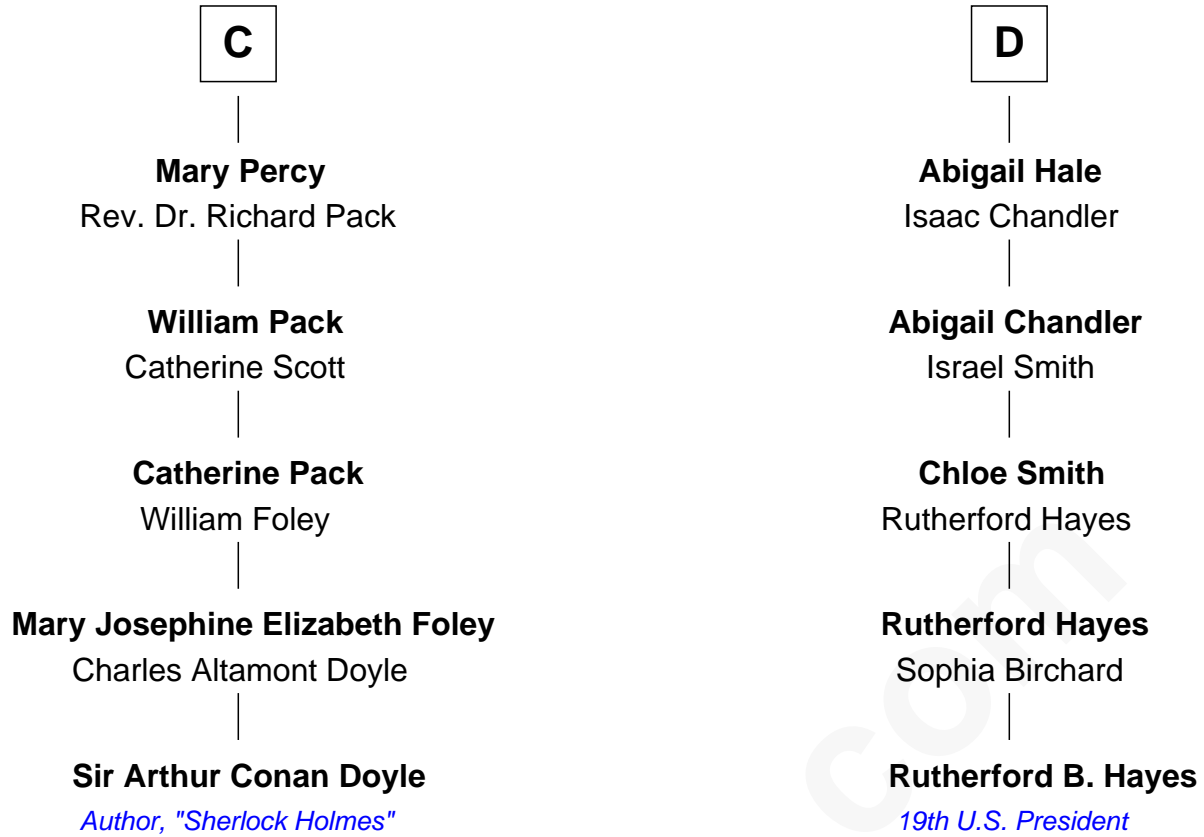 C
Mary Percy
Rev. Dr. Richard Pack
William Pack
Catherine Scott
Catherine Pack
William Foley
Mary Josephine Elizabeth Foley
Charles Altamont Doyle
Sir Arthur Conan Doyle
Author, "Sherlock Holmes"
D
Abigail Hale
Isaac Chandler
Abigail Chandler
Israel Smith
Chloe Smith
Rutherford Hayes
Rutherford Hayes
Sophia Birchard
Rutherford B. Hayes
19th U.S. President
com